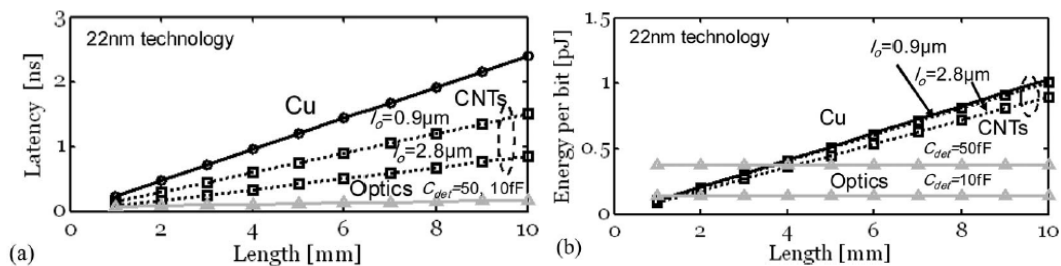 3
22nm technology
Latency [ns]
2
1
0
Cu
CNTs
lo=0.9μm
lo=2.8μm
Optics
Cdet=50, 10fF
0 2 4 6 8 10
Length [mm]
(a)
1.5
22nm technology
Energy per bit [pJ]
1
0.5
0
lo=0.9μm
lo=2.8μm
Cu
CNTs
Cdet=50fF
Optics
Cdet=10fF
0 2 4 6 8 10
Length [mm]
(b)